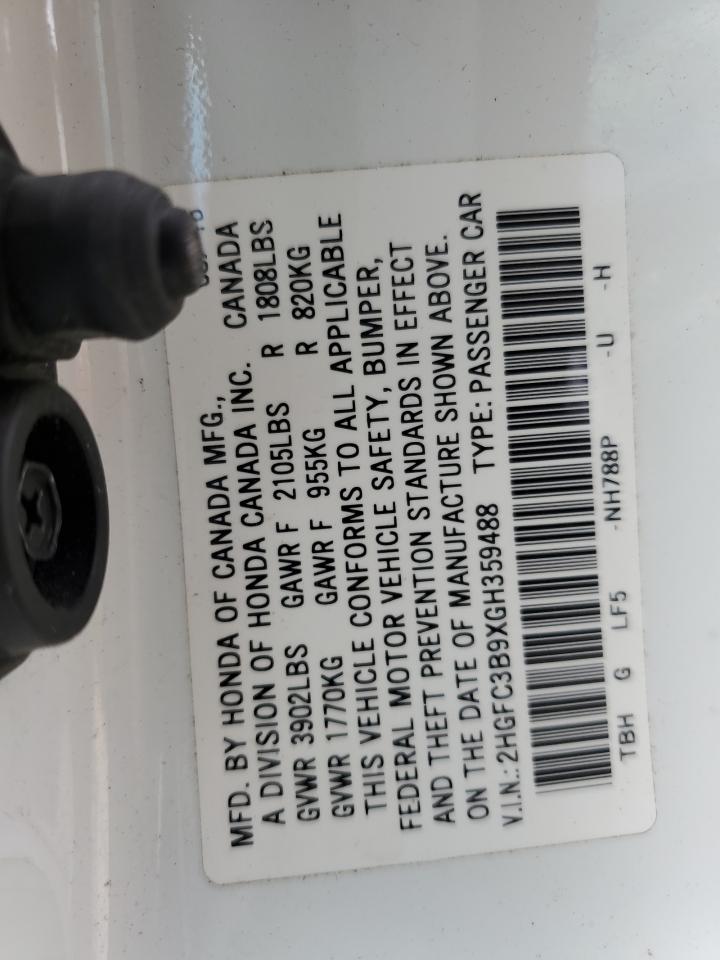 MFD. BY HONDA OF CANADA MFG.,
A DIVISION OF HONDA CANADA INC. CANADA
GVWR 3902LBS GAWR F 2105LBS R 1808LBS
GVWR 1770KG GAWR F 955KG R 820KG
THIS VEHICLE CONFORMS TO ALL APPLICABLE
FEDERAL MOTOR VEHICLE SAFETY, BUMPER,
AND THEFT PREVENTION STANDARDS IN EFFECT
ON THE DATE OF MANUFACTURE SHOWN ABOVE.
V.I.N.: 2HGFC3B9XGH359488 TYPE: PASSENGER CAR
TBH G LF5 -NH788P -U -H